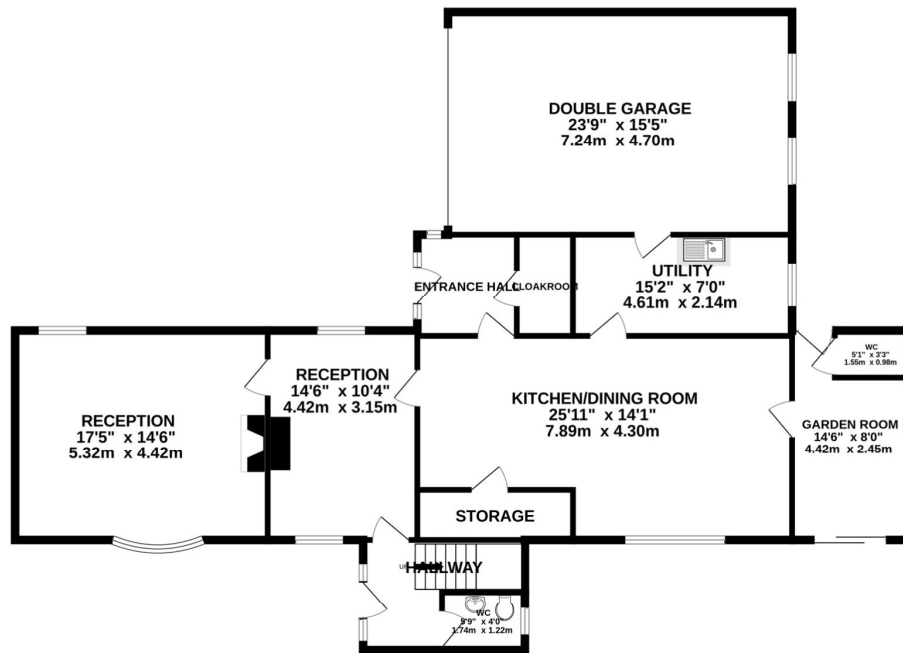 DOUBLE GARAGE
23'9" x 15'5"
7.24m x 4.70m
ENTRANCE HALL
CLOAKROOM
UTILITY
15'2" x 7'0"
4.61m x 2.14m
WC
5'1" x 3'3"
1.55m x 0.98m
RECEPTION
14'6" x 10'4"
4.42m x 3.15m
KITCHEN/DINING ROOM
25'11" x 14'1"
7.89m x 4.30m
RECEPTION
17'5" x 14'6"
5.32m x 4.42m
GARDEN ROOM
14'6" x 8'0"
4.42m x 2.45m
STORAGE
HALLWAY
WC
4'0"
1.74m x 1.22m